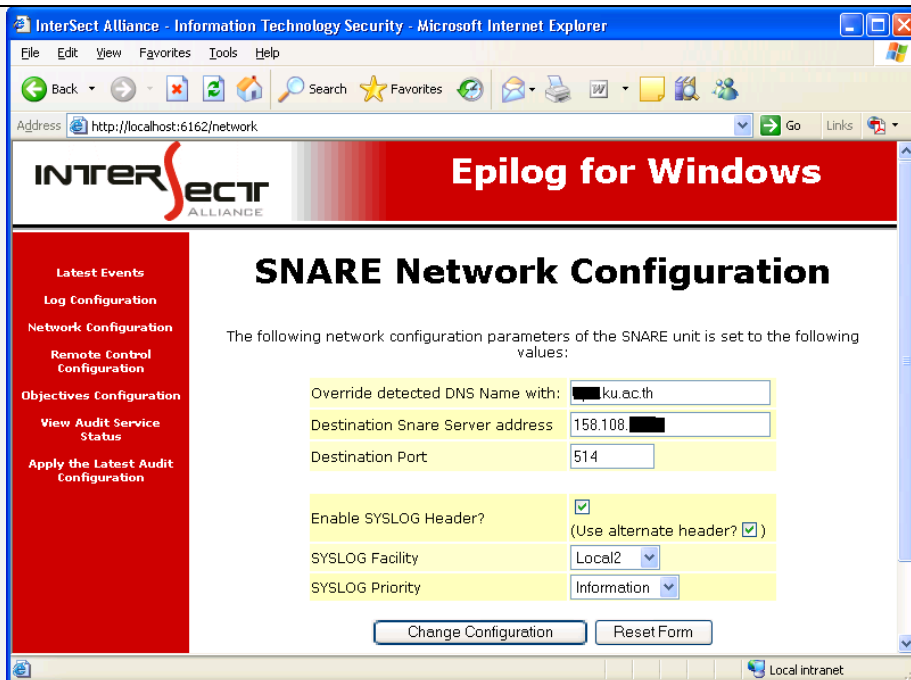 InterSect Alliance - Information Technology Security - Microsoft Internet Explorer
File Edit View Favorites Tools Help
Back Search Favorites
Address http://localhost:6162/network Go Links
INTERSECT
ALLIANCE
Epilog for Windows
Latest Events
Log Configuration
Network Configuration
Remote Control
Configuration
Objectives Configuration
View Audit Service
Status
Apply the Latest Audit
Configuration
SNARE Network Configuration
The following network configuration parameters of the SNARE unit is set to the following
values:
Override detected DNS Name with: .ku.ac.th
Destination Snare Server address 158.108.
Destination Port 514
Enable SYSLOG Header?
(Use alternate header? )
SYSLOG Facility Local2
SYSLOG Priority Information
Change Configuration Reset Form
Local intranet